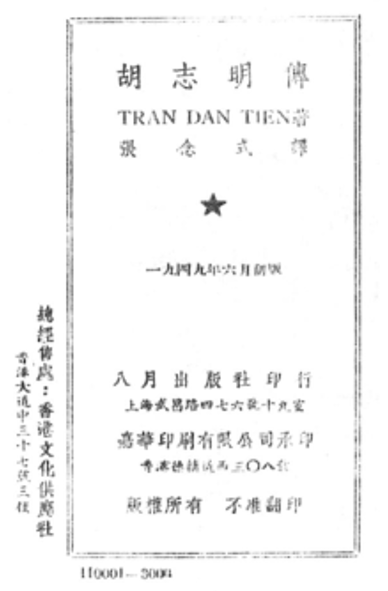 胡志明傳
TRAN DAN TIEN著
張念式譯
一九四九年六月初版
八月出版社印行
上海武昌路四七六號十九室
嘉華印刷有限公司承印
香港德輔道西三〇八號
版權所有 不准翻印
總經售處：香港文化供應社
香港大道中三十七號三樓
H0001—3000